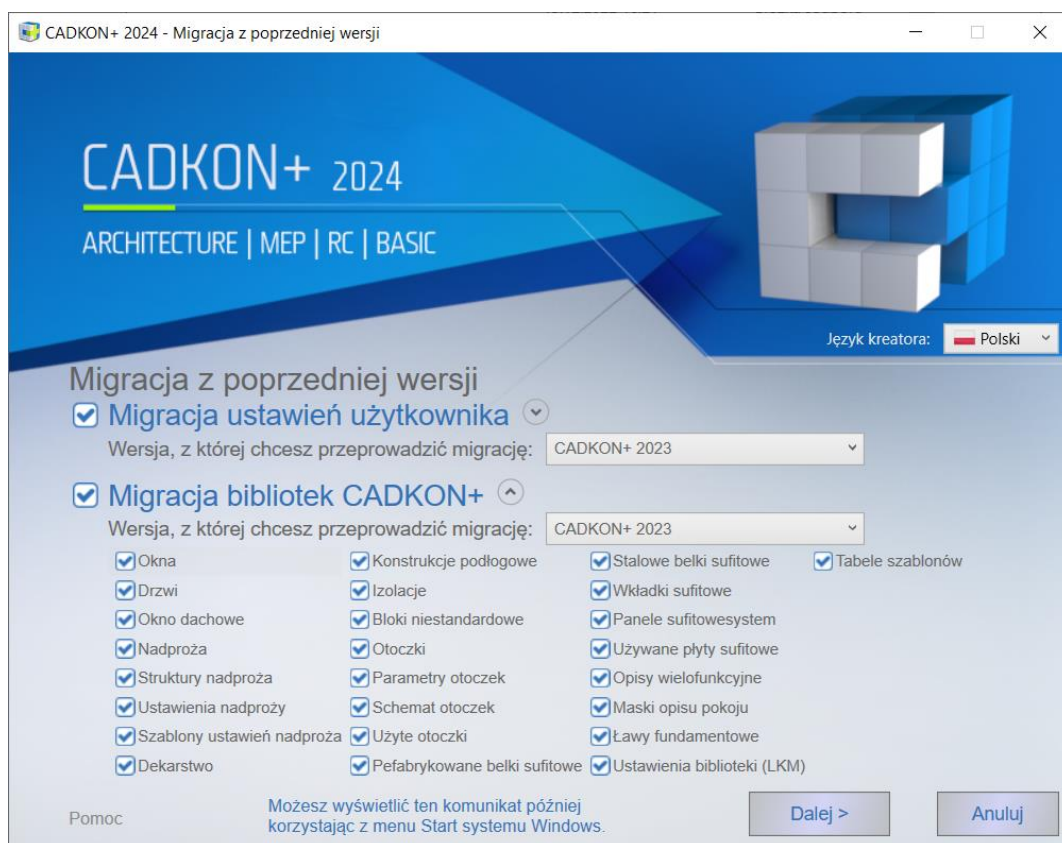 CADKON+ 2024 - Migracja z poprzedniej wersji
CADKON+ 2024
ARCHITECTURE | MEP | RC | BASIC
Język kreatora: Polski
Migracja z poprzedniej wersji
Migracja ustawień użytkownika
Wersja, z której chcesz przeprowadzić migrację: CADKON+ 2023
Migracja bibliotek CADKON+
Wersja, z której chcesz przeprowadzić migrację: CADKON+ 2023
Okna Konstrukcje podłogowe Stalowe belki sufitowe Tabele szablonów
Drzwi Izolacje Wkładki sufitowe
Okno dachowe Bloki niestandardowe Panele sufitowesystem
Nadproża Otoczki Używane płyty sufitowe
Struktury nadproża Parametry otoczek Opisy wielofunkcyjne
Ustawienia nadproży Schemat otoczek Maski opisu pokoju
Szablony ustawień nadproża Użyte otoczki Ławy fundamentowe
Dekarstwo Pefabrykowane belki sufitowe Ustawienia biblioteki (LKM)
Pomoc
Możesz wyświetlić ten komunikat później
korzystając z menu Start systemu Windows.
Dalej > Anuluj